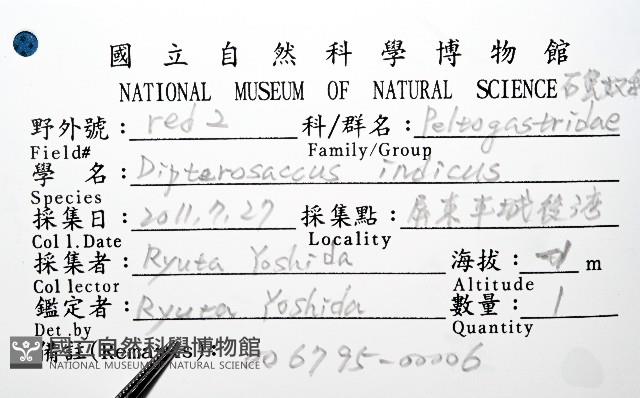 國立自然科學博物館
NATIONAL MUSEUM OF NATURAL SCIENCE
野外號：red 2 科/群名：Peltogastridae
Field# Family/Group
學 名：Dipterosaccus indicus
Species
採集日：2011.7.27 採集點：屏東車城後灣
Col l.Date Locality
採集者：Ryuta Yoshida 海拔：-1 m
Col lector Altitude
鑑定者：Ryuta Yoshida 數量：1
Det .by Quantity
備註(Remarks)： 6795-00006
國立自然科學博物館
NATIONAL MUSEUM OF NATURAL SCIENCE